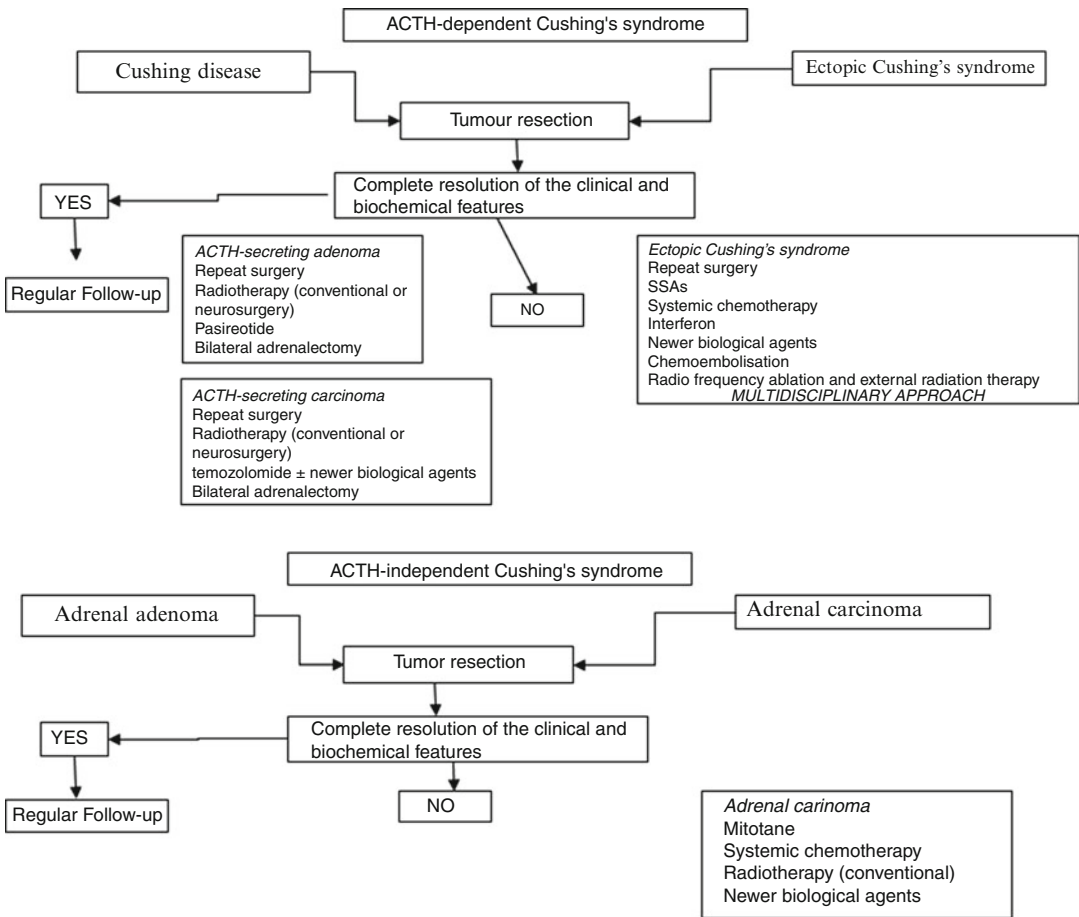 ACTH-dependent Cushing's syndrome
Cushing disease
Ectopic Cushing's syndrome
Tumour resection
Complete resolution of the clinical and
biochemical features
YES
Regular Follow-up
NO
ACTH-secreting adenoma
Repeat surgery
Radiotherapy (conventional or
neurosurgery)
Pasireotide
Bilateral adrenalectomy
ACTH-secreting carcinoma
Repeat surgery
Radiotherapy (conventional or
neurosurgery)
temozolomide ± newer biological agents
Bilateral adrenalectomy
Ectopic Cushing's syndrome
Repeat surgery
SSAs
Systemic chemotherapy
Interferon
Newer biological agents
Chemoembolisation
Radio frequency ablation and external radiation therapy
MULTIDISCIPLINARY APPROACH
ACTH-independent Cushing's syndrome
Adrenal adenoma
Adrenal carcinoma
Tumor resection
Complete resolution of the clinical and
biochemical features
YES
Regular Follow-up
NO
Adrenal carinoma
Mitotane
Systemic chemotherapy
Radiotherapy (conventional)
Newer biological agents